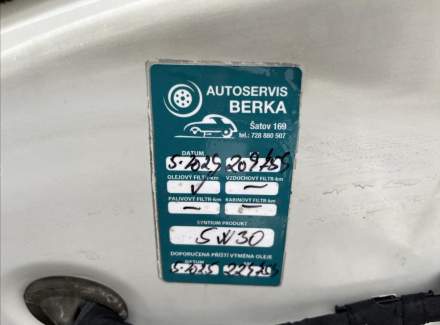 AUTOSERVIS
BERKA
Šatov 169
tel.: 728 880 507
DATUM
OLEJOVÝ FILTR-km VZDUCHOVÝ FILTR-km
✓ –
PALIVOVÝ FILTR-km KABINOVÝ FILTR-km
– –
SYNTIUM PRODUKT
5W30
DOPORUČENÁ PŘÍŠTÍ VÝMĚNA OLEJE
DATUM